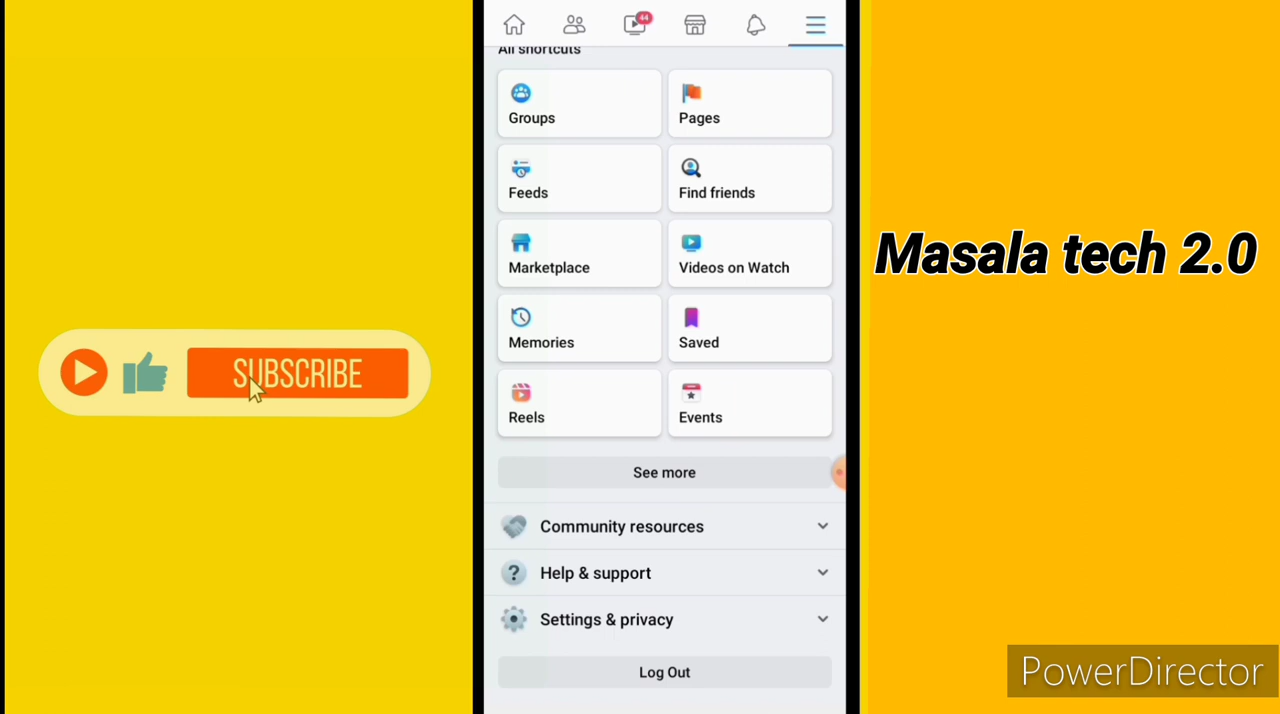 44
All shortcuts
Groups
Pages
Feeds
Find friends
Marketplace
Videos on Watch
Memories
Saved
Reels
Events
See more
Community resources
? Help & support
Settings & privacy
Log Out
SUBSCRIBE
Masala tech 2.0
PowerDirector